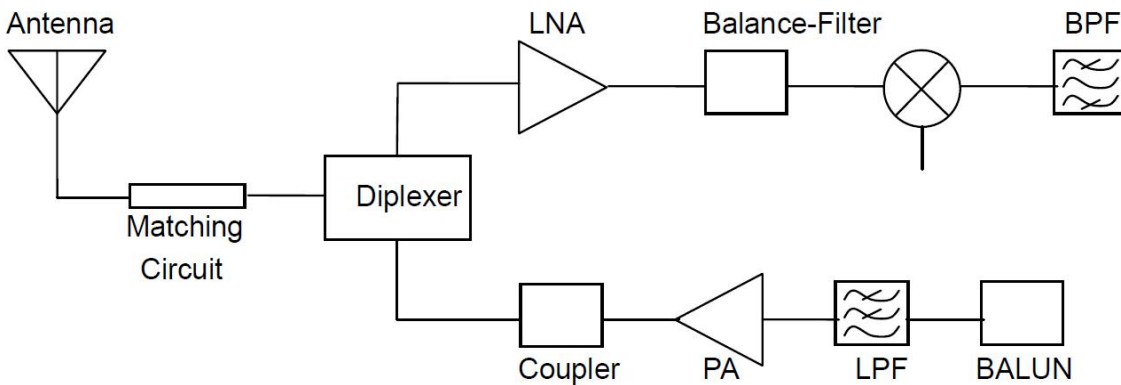 Antenna
LNA
Balance-Filter
BPF
Diplexer
Matching
Circuit
Coupler
PA
LPF
BALUN